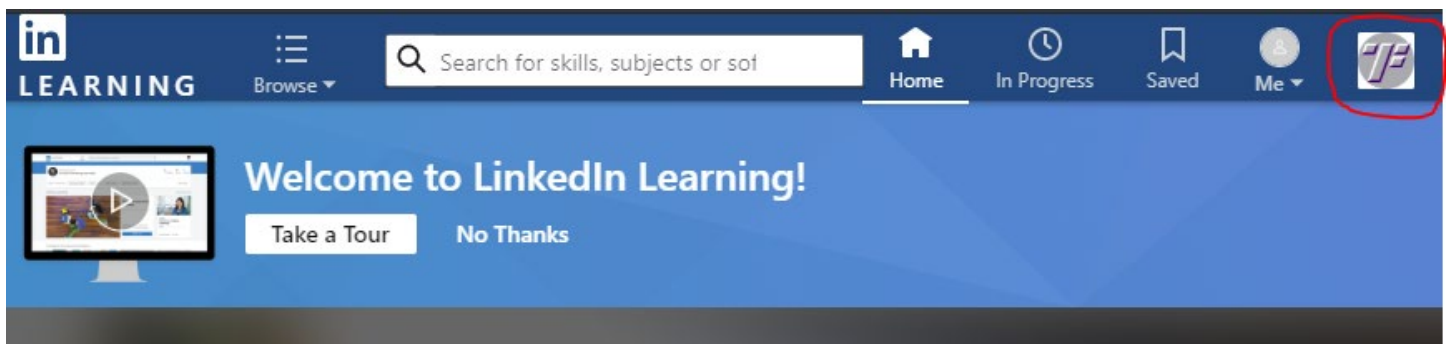 in
LEARNING
Browse
Search for skills, subjects or sof
Home
In Progress
Saved
Me
Welcome to LinkedIn Learning!
Take a Tour
No Thanks